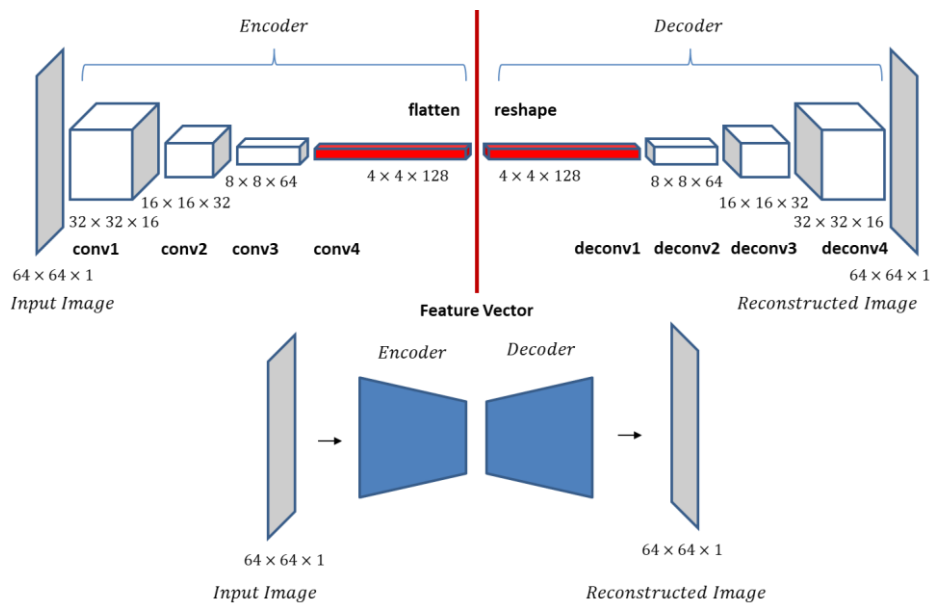 Encoder
Decoder
flatten
reshape
32 × 32 × 16
16 × 16 × 32
8 × 8 × 64
4 × 4 × 128
4 × 4 × 128
8 × 8 × 64
16 × 16 × 32
32 × 32 × 16
conv1
conv2
conv3
conv4
deconv1
deconv2
deconv3
deconv4
64 × 64 × 1
Input Image
64 × 64 × 1
Reconstructed Image
Feature Vector
Encoder
Decoder
64 × 64 × 1
Input Image
64 × 64 × 1
Reconstructed Image